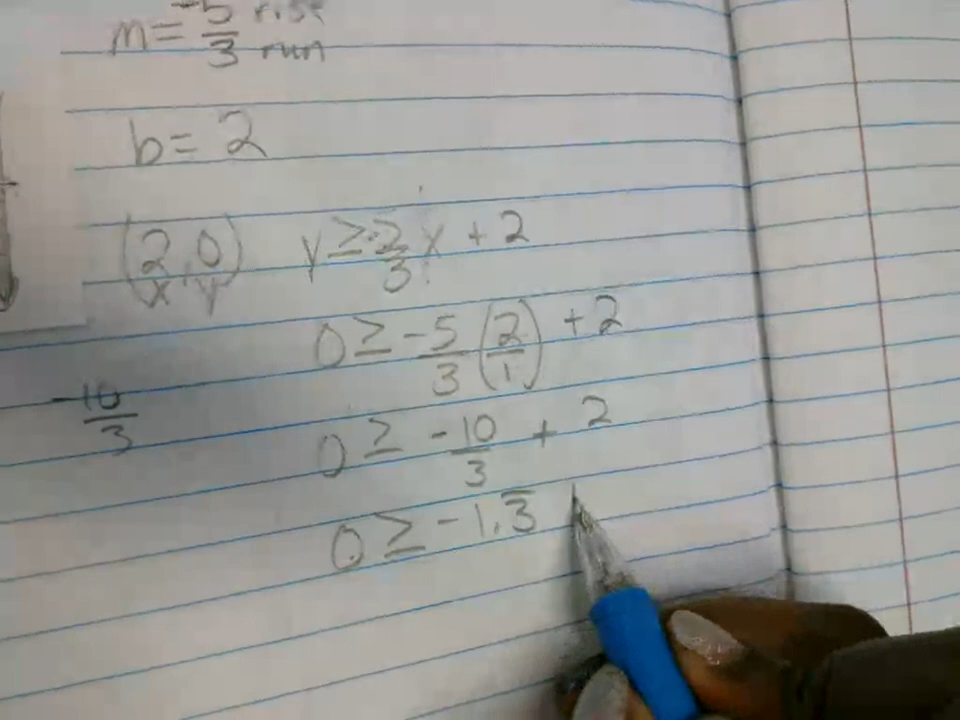 m = -5/3 rise run
b = 2
(2, 0) y ≥ -2/3 x + 2
x, y
0 ≥ -5/3 (2/1) + 2
-10/3
0 ≥ -10/3 + 2
0 ≥ -1.3̅